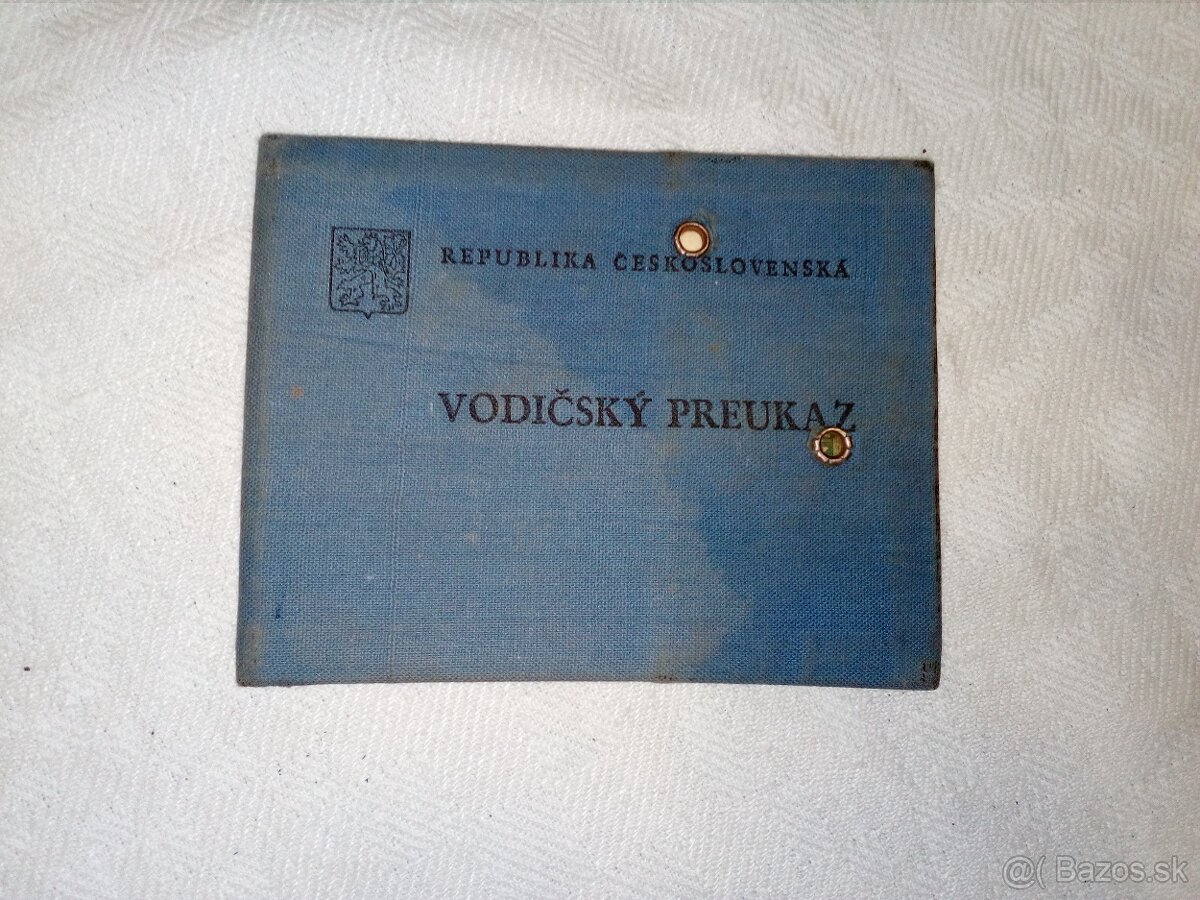 REPUBLIKA ČESKOSLOVENSKÁ
VODIČSKÝ PREUKAZ
@( Bazos.sk